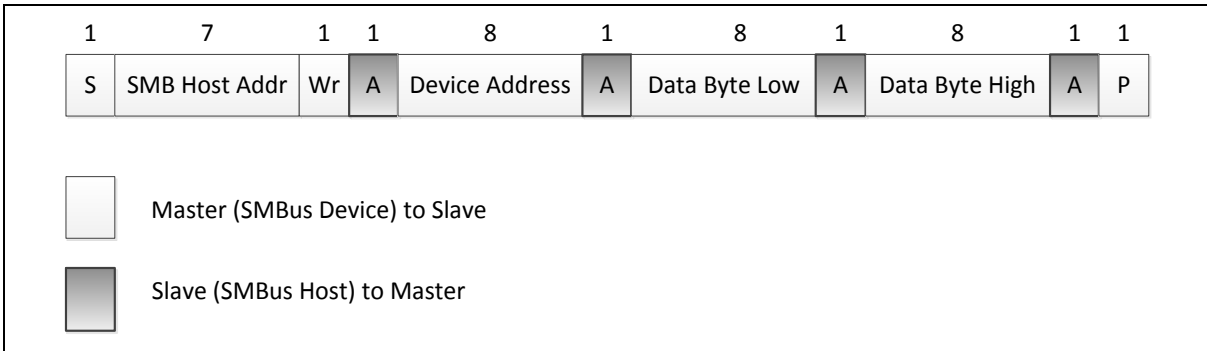 1 7 1 1 8 1 8 1 8 1 1
S SMB Host Addr Wr A Device Address A Data Byte Low A Data Byte High A P
Master (SMBus Device) to Slave
Slave (SMBus Host) to Master